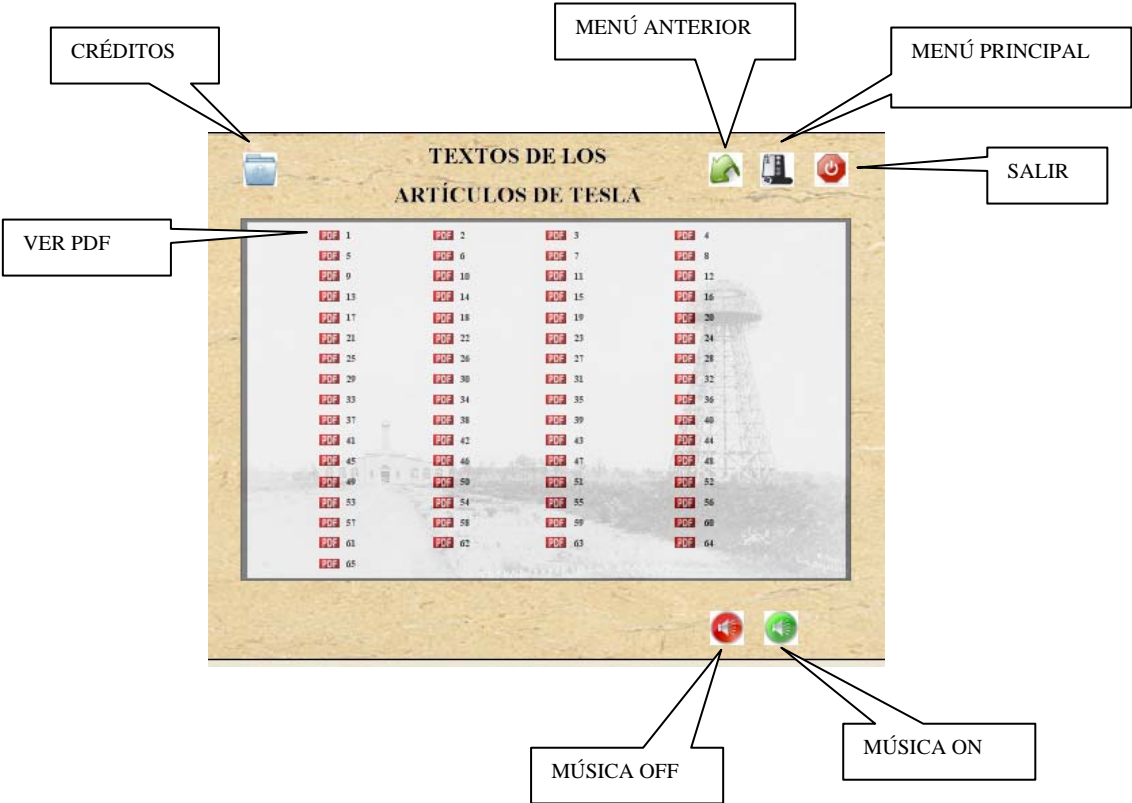 MENÚ ANTERIOR
CRÉDITOS
MENÚ PRINCIPAL
TEXTOS DE LOS
SALIR
ARTÍCULOS DE TESLA
VER PDF
PDF 1 PDF 2 PDF 3 PDF 4
PDF 5 PDF 6 PDF 7 PDF 8
PDF 9 PDF 10 PDF 11 PDF 12
PDF 13 PDF 14 PDF 15 PDF 16
PDF 17 PDF 18 PDF 19 PDF 20
PDF 21 PDF 22 PDF 23 PDF 24
PDF 25 PDF 26 PDF 27 PDF 28
PDF 29 PDF 30 PDF 31 PDF 32
PDF 33 PDF 34 PDF 35 PDF 36
PDF 37 PDF 38 PDF 39 PDF 40
PDF 41 PDF 42 PDF 43 PDF 44
PDF 45 PDF 46 PDF 47 PDF 48
PDF 49 PDF 50 PDF 51 PDF 52
PDF 53 PDF 54 PDF 55 PDF 56
PDF 57 PDF 58 PDF 59 PDF 60
PDF 61 PDF 62 PDF 63 PDF 64
PDF 65
MÚSICA ON
MÚSICA OFF